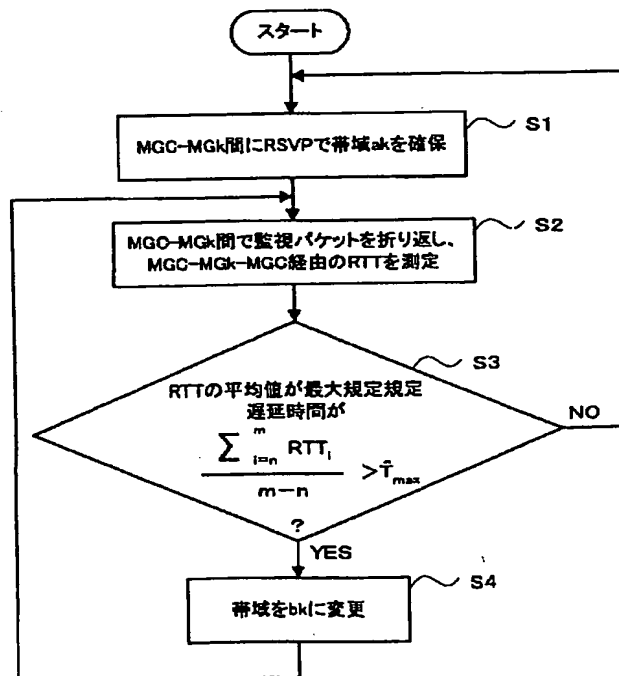 スタート
MGC-MGk間にRSVPで帯域akを確保
S1
MGC-MGk間で監視パケットを折り返し、
MGC-MGk-MGC経由のRTTを測定
S2
S3
RTTの平均値が最大規定規定
遅延時間が
∑ᵐᵢ₌ₙ RTTᵢ
m-n
>T̂max
?
NO
YES
帯域をbkに変更
S4